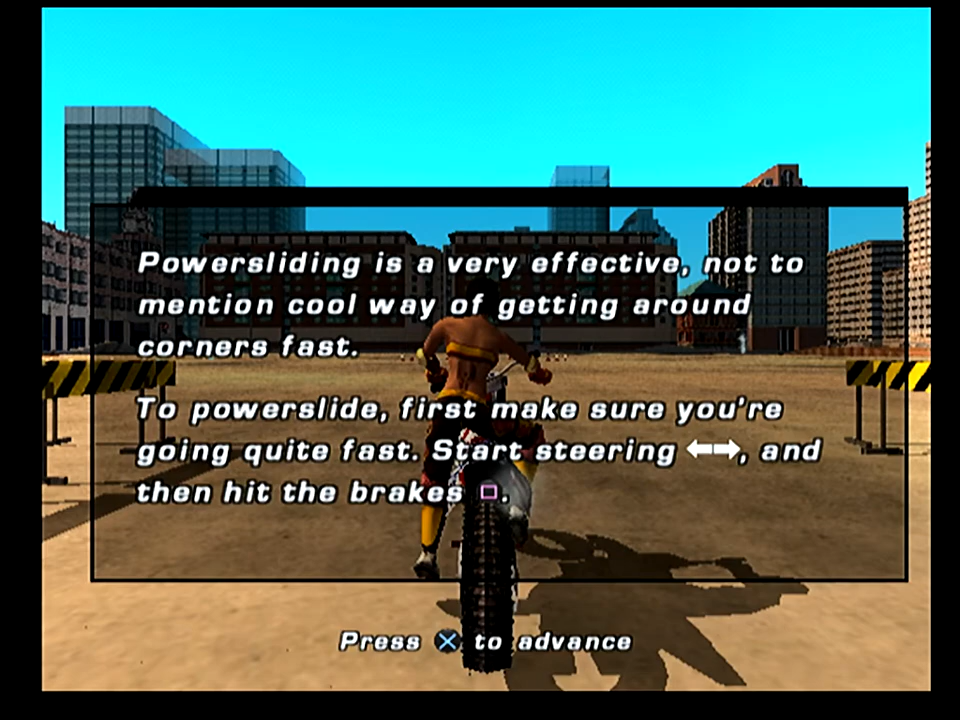 Powersliding is a very effective, not to
mention cool way of getting around
corners fast.
To powerslide, first make sure you're
going quite fast. Start steering ⬅➡, and
then hit the brakes □.
Press ✕ to advance